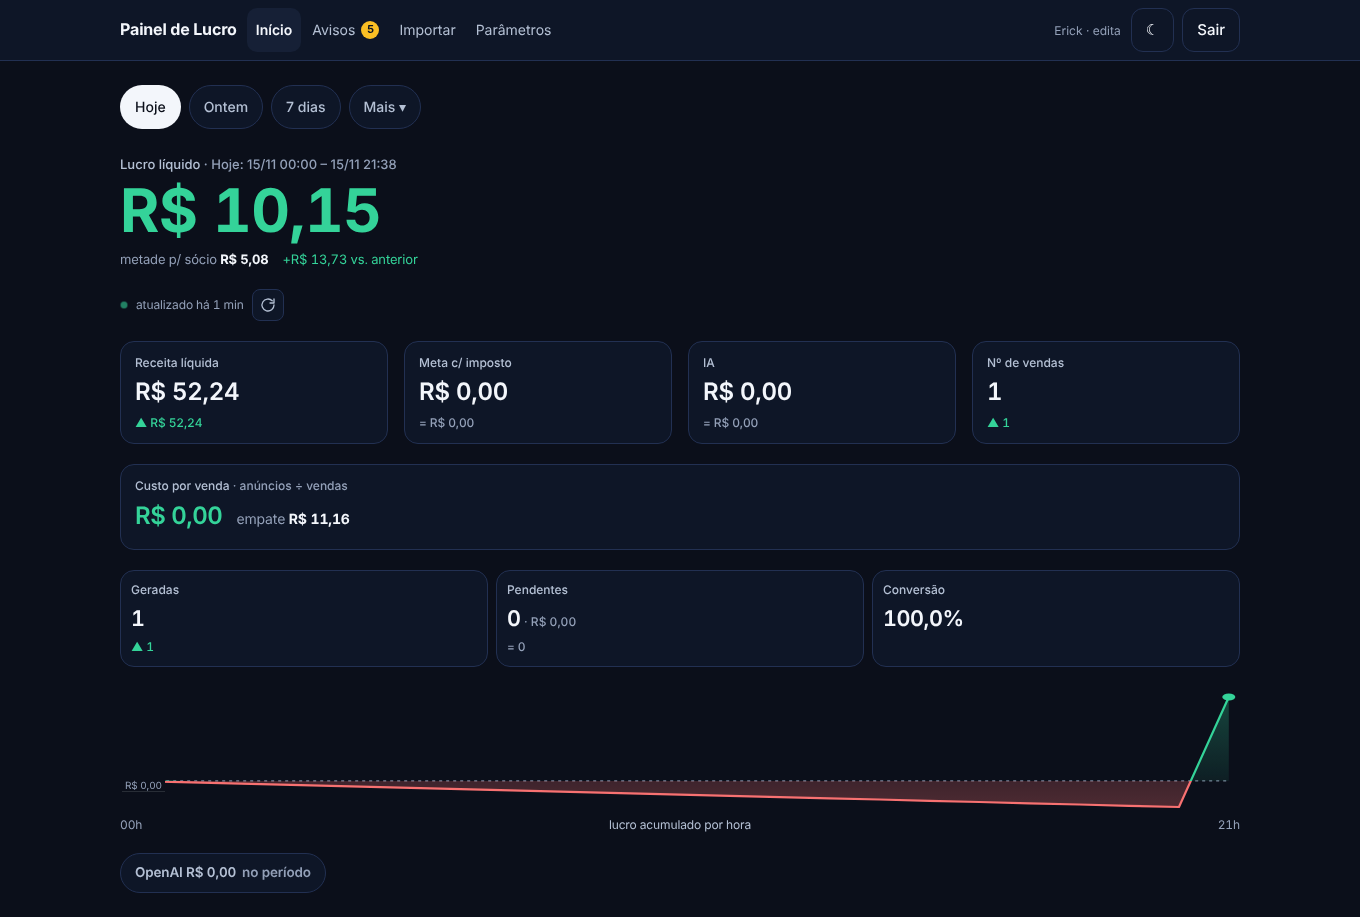 Painel de Lucro Início Avisos 5 Importar Parâmetros Erick · edita ☾ Sair
Hoje Ontem 7 dias Mais ▾
Lucro líquido · Hoje: 15/11 00:00 – 15/11 21:38
R$ 10,15
metade p/ sócio R$ 5,08 +R$ 13,73 vs. anterior
atualizado há 1 min
Receita líquida Meta c/ imposto IA Nº de vendas
R$ 52,24 R$ 0,00 R$ 0,00 1
▲ R$ 52,24 = R$ 0,00 = R$ 0,00 ▲ 1
Custo por venda · anúncios ÷ vendas
R$ 0,00 empate R$ 11,16
Geradas Pendentes Conversão
1 0 · R$ 0,00 100,0%
▲ 1 = 0
R$ 0,00
00h lucro acumulado por hora 21h
OpenAI R$ 0,00 no período